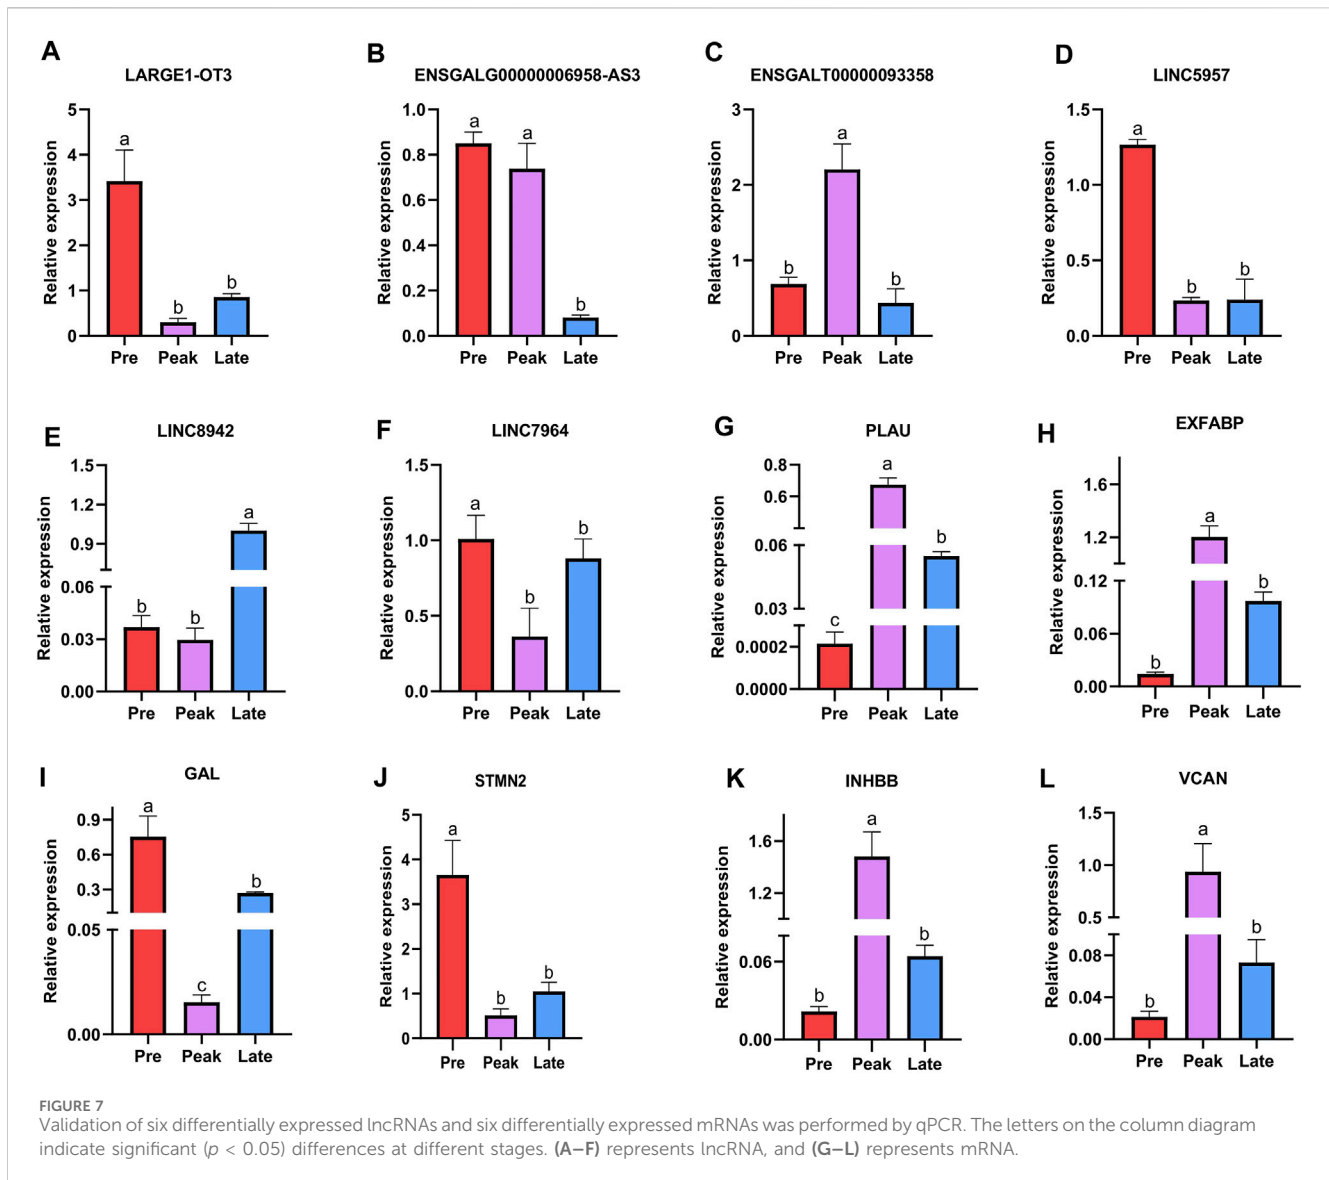 A
LARGE1-OT3
Relative expression
5
4
3
2
1
0
a
b
b
Pre Peak Late
B
ENSGALG00000006958-AS3
Relative expression
1.0
0.8
0.6
0.4
0.2
0.0
a
a
b
Pre Peak Late
C
ENSGALT00000093358
Relative expression
3
2
1
0
b
a
b
Pre Peak Late
D
LINC5957
Relative expression
1.5
1.0
0.5
0.0
a
b
b
Pre Peak Late
E
LINC8942
Relative expression
1.5
1.2
0.9
0.06
0.03
0.00
b
b
a
Pre Peak Late
F
LINC7964
Relative expression
1.5
1.0
0.5
0.0
a
b
b
Pre Peak Late
G
PLAU
Relative expression
0.8
0.6
0.06
0.03
0.0002
0.0000
c
a
b
Pre Peak Late
H
EXFABP
Relative expression
1.6
1.2
0.12
0.06
0.00
b
a
b
Pre Peak Late
I
GAL
Relative expression
0.9
0.6
0.3
0.05
0.00
a
c
b
Pre Peak Late
J
STMN2
Relative expression
5
4
3
2
1
0
a
b
b
Pre Peak Late
K
INHBB
Relative expression
1.6
1.2
0.06
0.00
b
a
b
Pre Peak Late
L
VCAN
Relative expression
1.5
1.0
0.5
0.08
0.04
0.00
b
a
b
Pre Peak Late
FIGURE 7
Validation of six differentially expressed lncRNAs and six differentially expressed mRNAs was performed by qPCR. The letters on the column diagram
indicate significant (p < 0.05) differences at different stages. (A–F) represents lncRNA, and (G–L) represents mRNA.